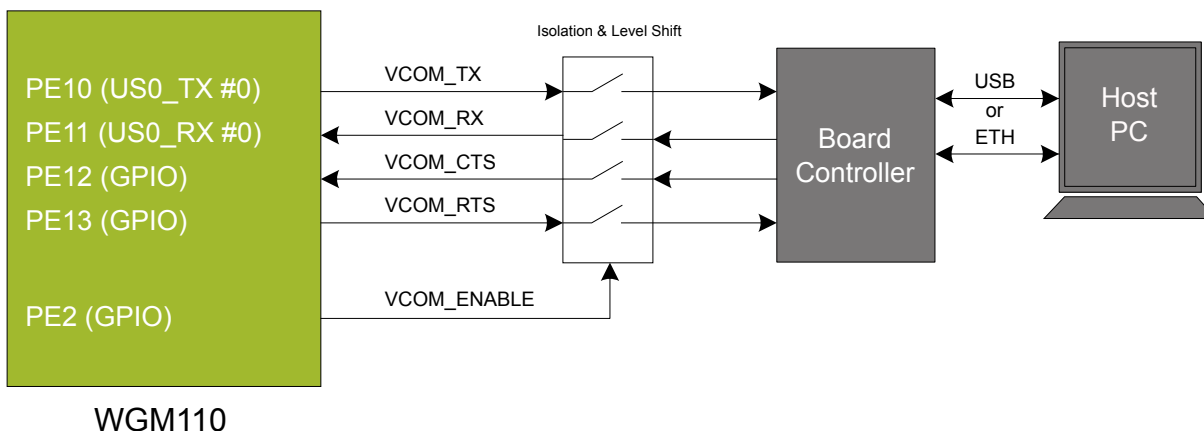 Isolation & Level Shift
PE10 (US0_TX #0)
PE11 (US0_RX #0)
PE12 (GPIO)
PE13 (GPIO)
PE2 (GPIO)
WGM110
VCOM_TX
VCOM_RX
VCOM_CTS
VCOM_RTS
VCOM_ENABLE
Board
Controller
USB
or
ETH
Host
PC